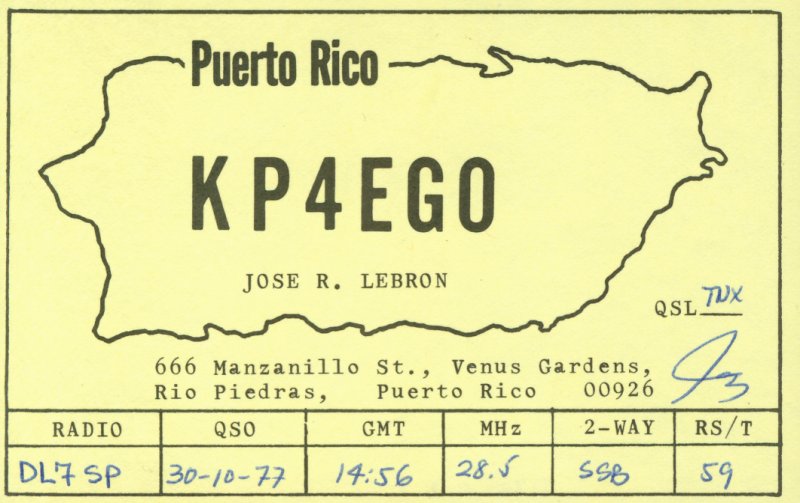 Puerto Rico
KP4EGO
JOSE R. LEBRON
QSL TNX
666 Manzanillo St., Venus Gardens,
Rio Piedras, Puerto Rico 00926
RADIO QSO GMT MHz 2-WAY RS/T
DL7SP 30-10-77 14:56 28.5 SSB 59